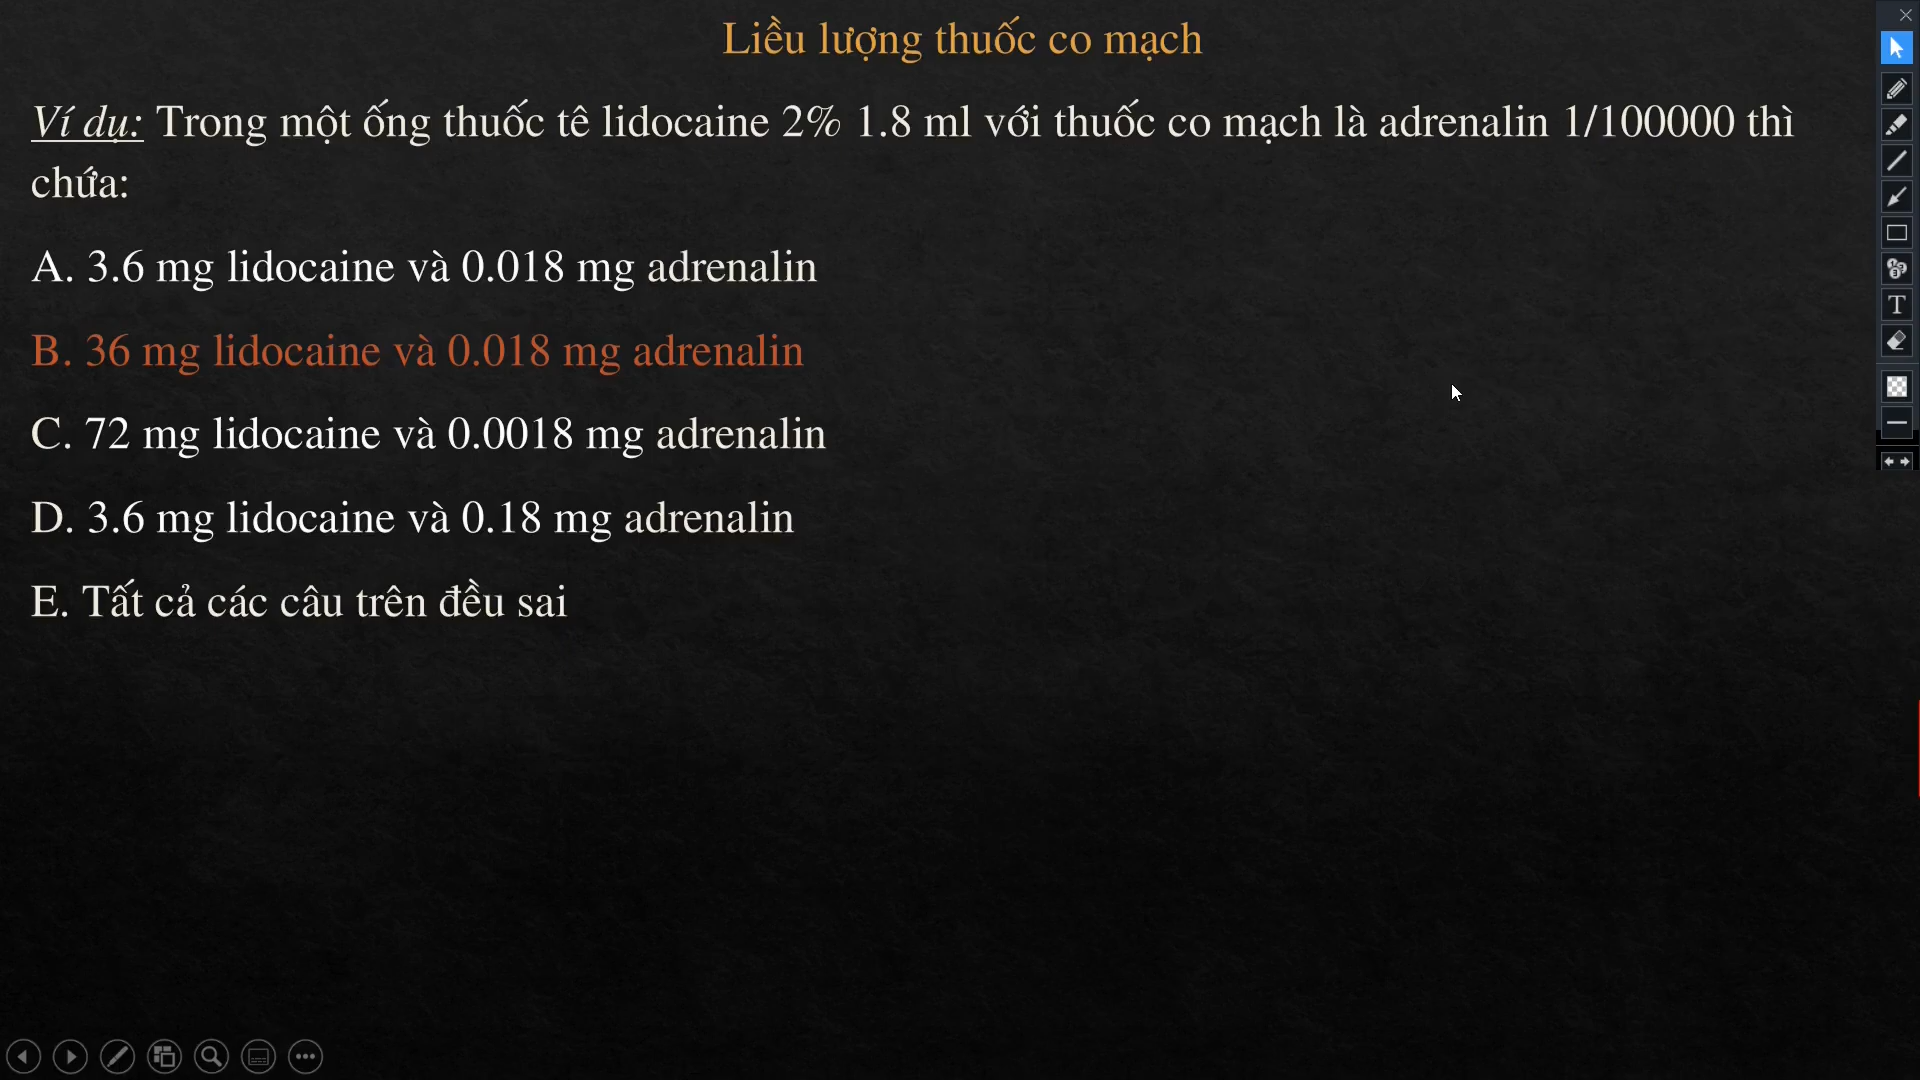 Liều lượng thuốc co mạch
Ví dụ: Trong một ống thuốc tê lidocaine 2% 1.8 ml với thuốc co mạch là adrenalin 1/100000 thì
chứa:
A. 3.6 mg lidocaine và 0.018 mg adrenalin
B. 36 mg lidocaine và 0.018 mg adrenalin
C. 72 mg lidocaine và 0.0018 mg adrenalin
D. 3.6 mg lidocaine và 0.18 mg adrenalin
E. Tất cả các câu trên đều sai